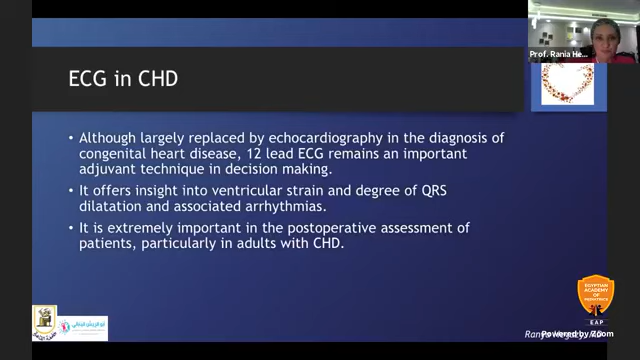 Prof. Rania He...
ECG in CHD
• Although largely replaced by echocardiography in the diagnosis of
congenital heart disease, 12 lead ECG remains an important
adjuvant technique in decision making.
• It offers insight into ventricular strain and degree of QRS
dilatation and associated arrhythmias.
• It is extremely important in the postoperative assessment of
patients, particularly in adults with CHD.
EGYPTIAN
ACADEMY
OF
PEDIATRICS
EAP
Powered by Zoom